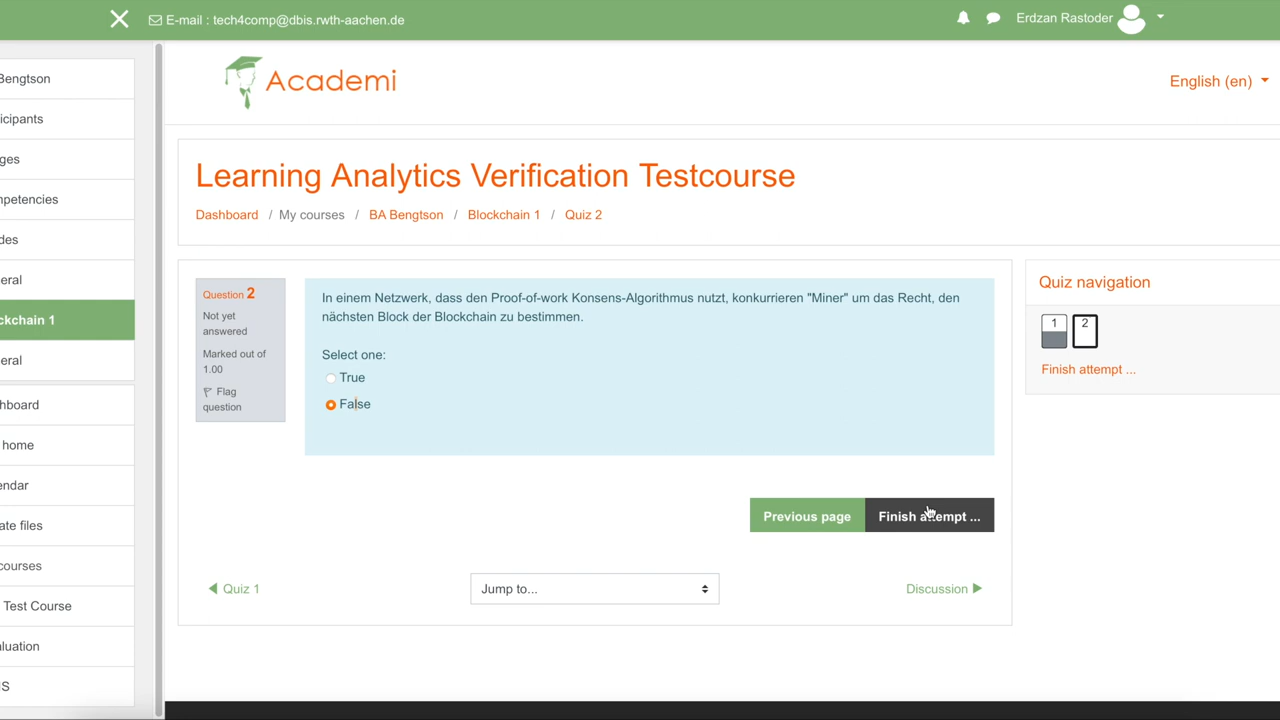 E-mail : tech4comp@dbis.rwth-aachen.de
Erdzan Rastoder
Bengtson
icipants
ges
npetencies
des
eral
ckchain 1
eral
hboard
home
endar
ate files
courses
Test Course
luation
S
Academi
English (en)
Learning Analytics Verification Testcourse
Dashboard / My courses / BA Bengtson / Blockchain 1 / Quiz 2
Question 2
Not yet
answered
Marked out of
1.00
Flag
question
In einem Netzwerk, dass den Proof-of-work Konsens-Algorithmus nutzt, konkurrieren "Miner" um das Recht, den
nächsten Block der Blockchain zu bestimmen.
Select one:
True
False
Previous page
Finish attempt ...
Quiz 1
Jump to...
Discussion
Quiz navigation
1 2
Finish attempt ...